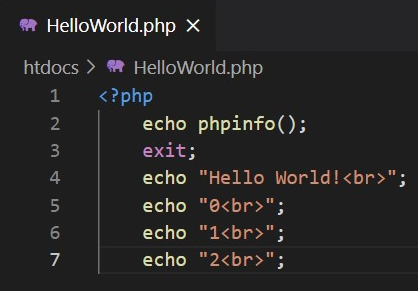 HelloWorld.php ×
htdocs > HelloWorld.php
1 <?php
2 echo phpinfo();
3 exit;
4 echo "Hello World!<br>";
5 echo "0<br>";
6 echo "1<br>";
7 echo "2<br>";